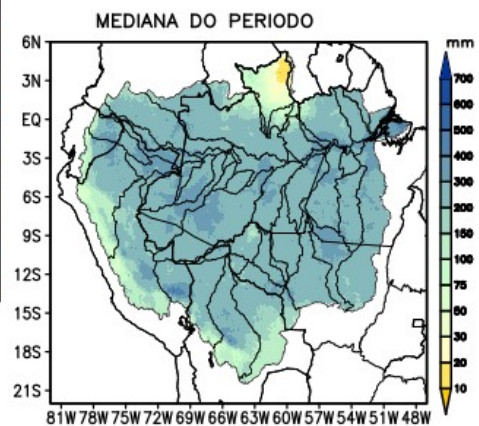 MEDIANA DO PERIODO
6N
3N
EQ
3S
6S
9S
12S
15S
18S
21S
81W 78W 75W 72W 69W 66W 63W 60W 57W 54W 51W 48W
mm
700
600
500
400
300
200
150
100
75
50
30
20
10